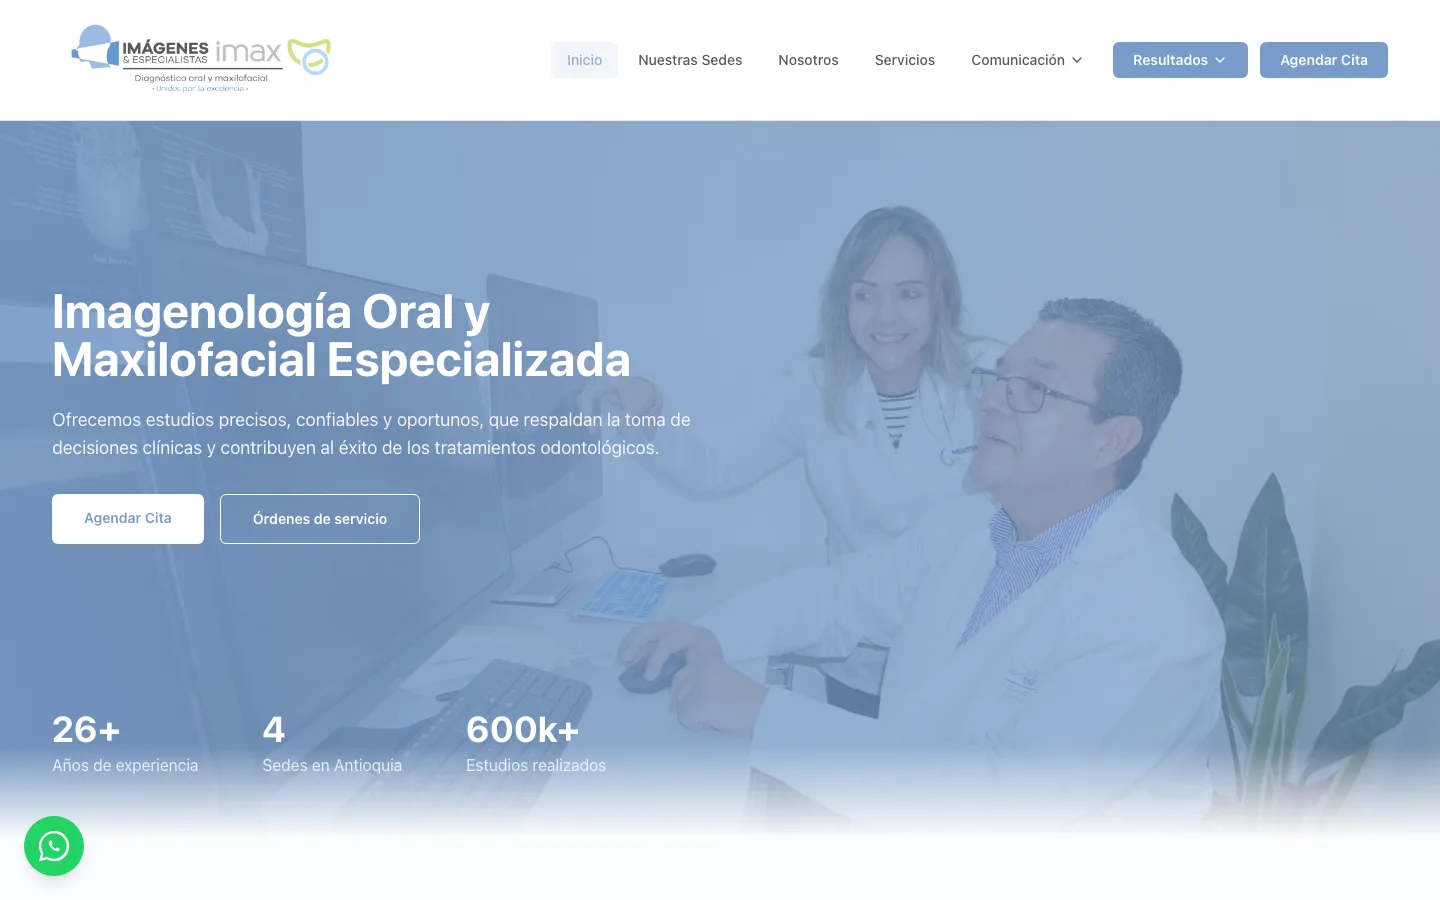 IMÁGENES
& ESPECIALISTAS
imax
Diagnóstico oral y maxilofacial
• Unidos por la excelencia •
Inicio
Nuestras Sedes
Nosotros
Servicios
Comunicación
Resultados
Agendar Cita
Imagenología Oral y
Maxilofacial Especializada
Ofrecemos estudios precisos, confiables y oportunos, que respaldan la toma de
decisiones clínicas y contribuyen al éxito de los tratamientos odontológicos.
Agendar Cita
Órdenes de servicio
26+
Años de experiencia
4
Sedes en Antioquia
600k+
Estudios realizados